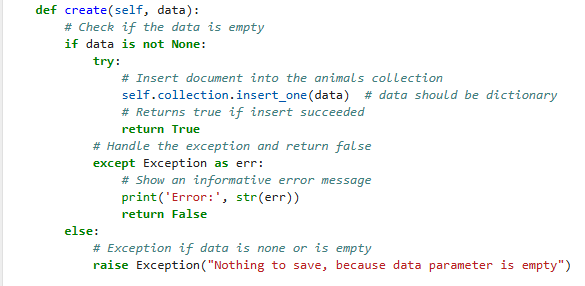 def create(self, data):
    # Check if the data is empty
    if data is not None:
        try:
            # Insert document into the animals collection
            self.collection.insert_one(data)  # data should be dictionary
            # Returns true if insert succeeded
            return True
        # Handle the exception and return false
        except Exception as err:
            # Show an informative error message
            print('Error:', str(err))
            return False
    else:
        # Exception if data is none or is empty
        raise Exception("Nothing to save, because data parameter is empty")